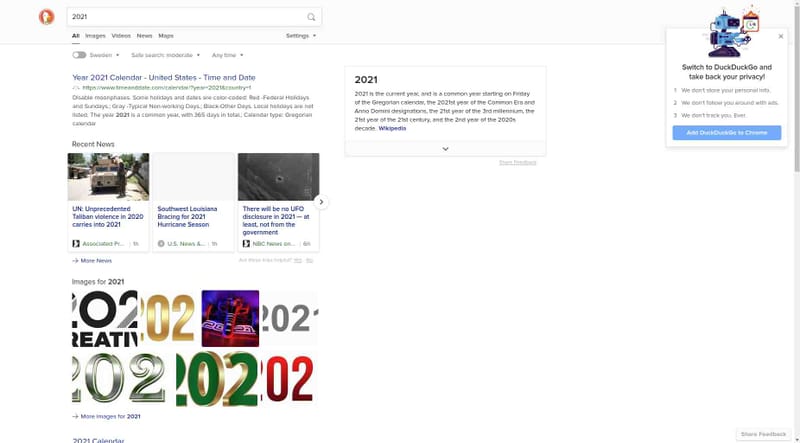 2021
All Images Videos News Maps
Settings
Sweden Safe search: moderate Any time
Year 2021 Calendar - United States - Time and Date
https://www.timeanddate.com/calendar/?year=2021&country=1
Disable moonphases. Some holidays and dates are color-coded: Red -Federal Holidays
and Sundays.; Gray -Typical Non-working Days.; Black-Other Days. Local holidays are not
listed. The year 2021 is a common year, with 365 days in total.; Calendar type: Gregorian
calendar
Recent News
UN: Unprecedented
Taliban violence in 2020
carries into 2021
Associated Pr... 1h
Southwest Louisiana
Bracing for 2021
Hurricane Season
U.S. News &... 1h
There will be no UFO
disclosure in 2021 — at
least, not from the
government
NBC News on... 6h
More News
Are these links helpful? Yes No
Images for 2021
202
CREATIV
202
2021
2021
202
202
202
More Images for 2021
2021 Calendar
2021
2021 is the current year, and is a common year starting on Friday
of the Gregorian calendar, the 2021st year of the Common Era and
Anno Domini designations, the 21st year of the 3rd millennium, the
21st year of the 21st century, and the 2nd year of the 2020s
decade. Wikipedia
Share Feedback
Switch to DuckDuckGo and
take back your privacy!
1 We don't store your personal info.
2 We don't follow you around with ads.
3 We don't track you. Ever.
Add DuckDuckGo to Chrome
Share Feedback